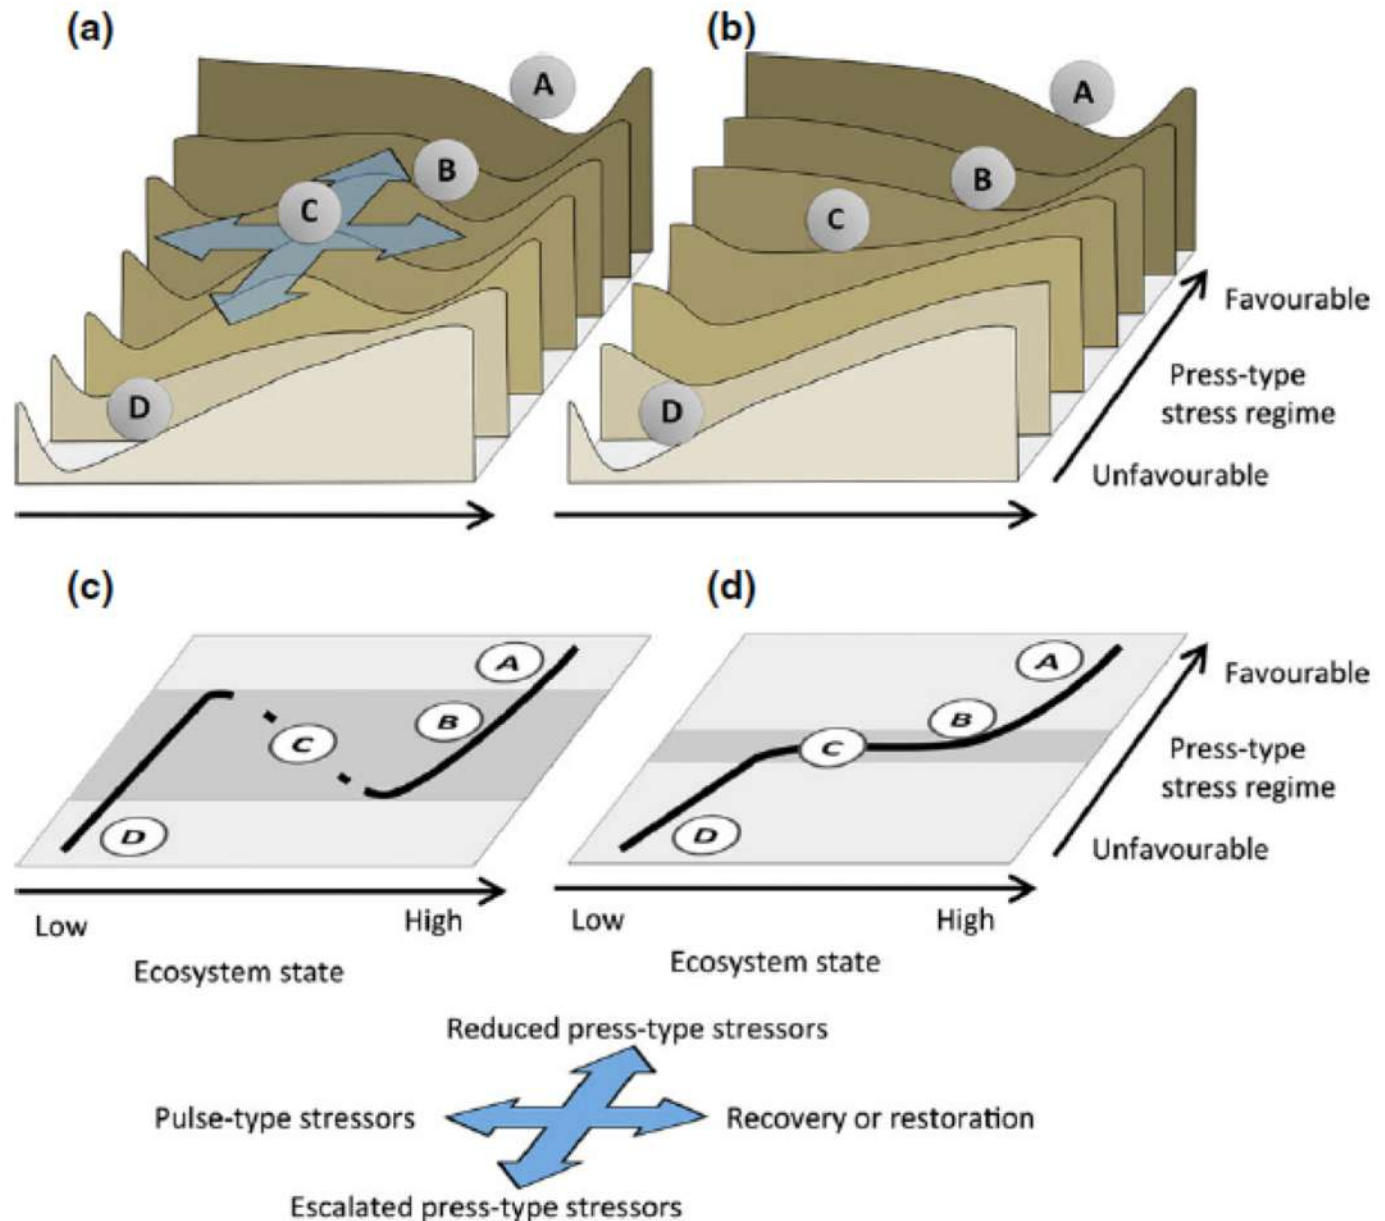 (a)
(b)
A
B
C
D
A
B
C
D
Favourable
Press-type
stress regime
Unfavourable
(c)
(d)
A
B
C
D
A
B
C
D
Favourable
Press-type
stress regime
Unfavourable
Low
High
Ecosystem state
Low
High
Ecosystem state
Reduced press-type stressors
Pulse-type stressors
Recovery or restoration
Escalated press-type stressors